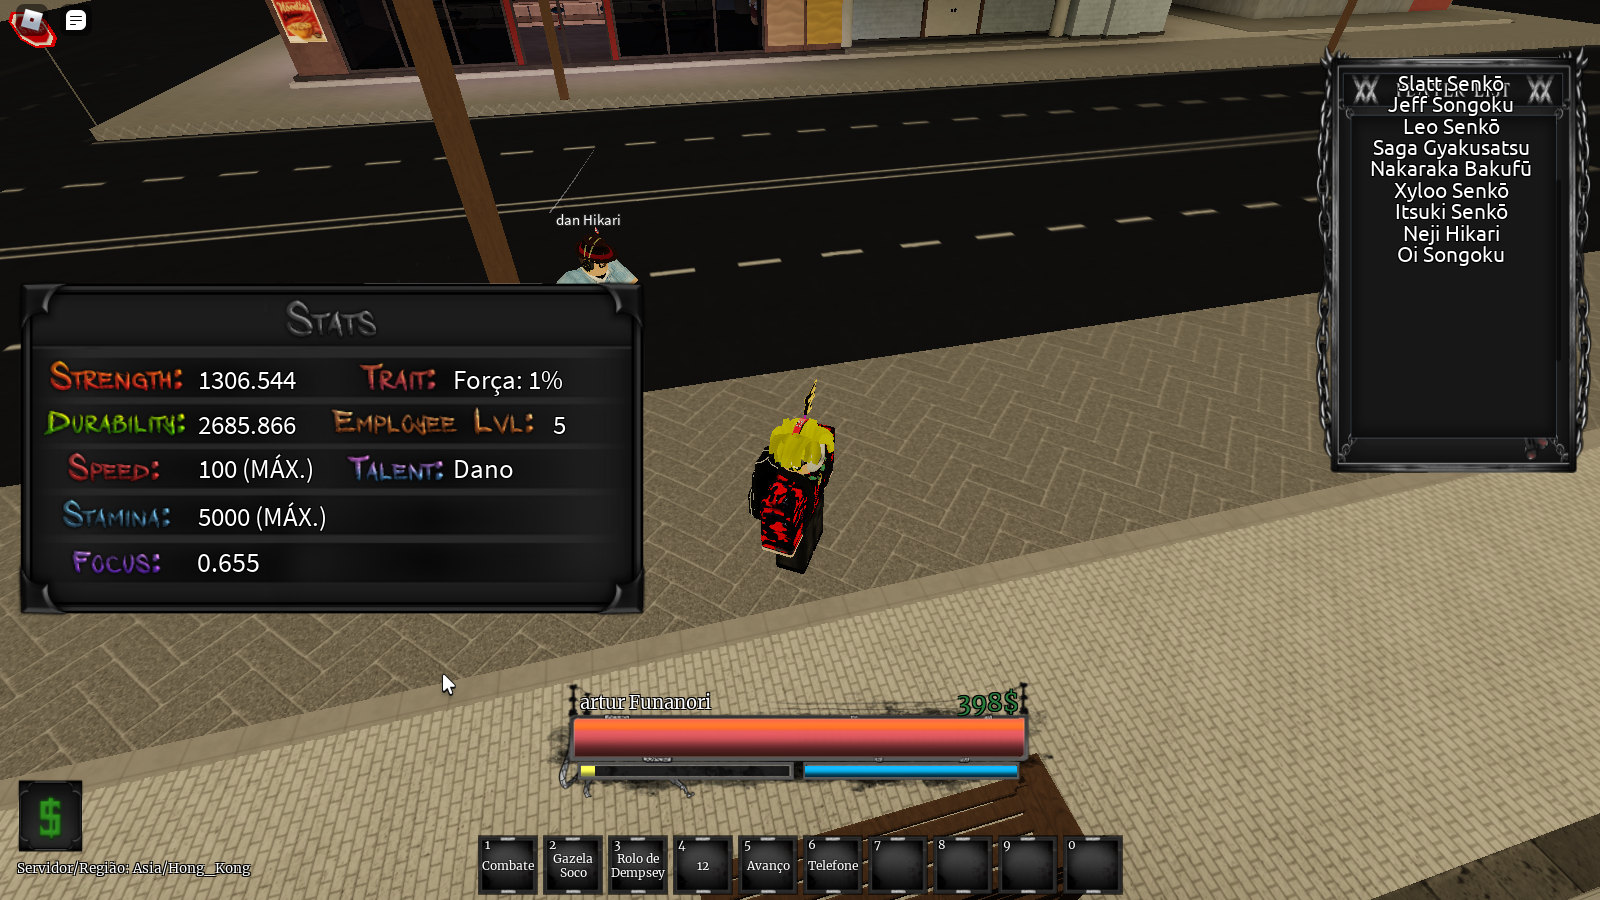 Noodles
Slatt Senkō
Jeff Songoku
Leo Senkō
Saga Gyakusatsu
Nakaraka Bakufū
Xyloo Senkō
Itsuki Senkō
Neji Hikari
Oi Songoku
dan Hikari
STATS
STRENGTH: 1306.544 TRAIT: Força: 1%
DURABILITY: 2685.866 EMPLOYEE LVL: 5
SPEED: 100 (MÁX.) TALENT: Dano
STAMINA: 5000 (MÁX.)
FOCUS: 0.655
artur Funanori 398$
$
Servidor/Região: Asia/Hong_Kong
1 2 3 4 5 6 7 8 9 0
Combate
Gazela
Soco
Rolo de
Dempsey
12
Avanço
Telefone